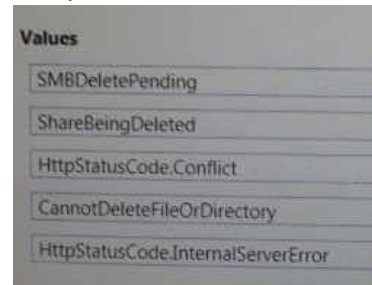 Values
SMBDeletePending
ShareBeingDeleted
HttpStatusCode.Conflict
CannotDeleteFileOrDirectory
HttpStatusCode.InternalServerError